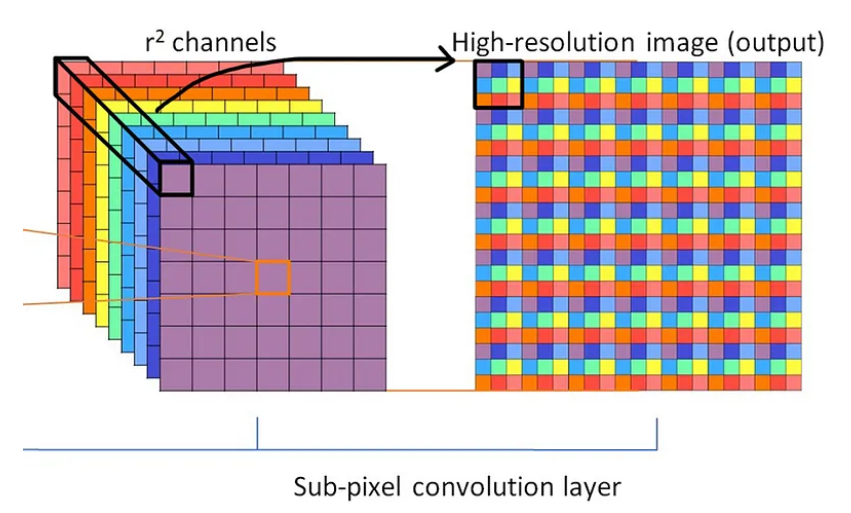 r² channels
High-resolution image (output)
Sub-pixel convolution layer